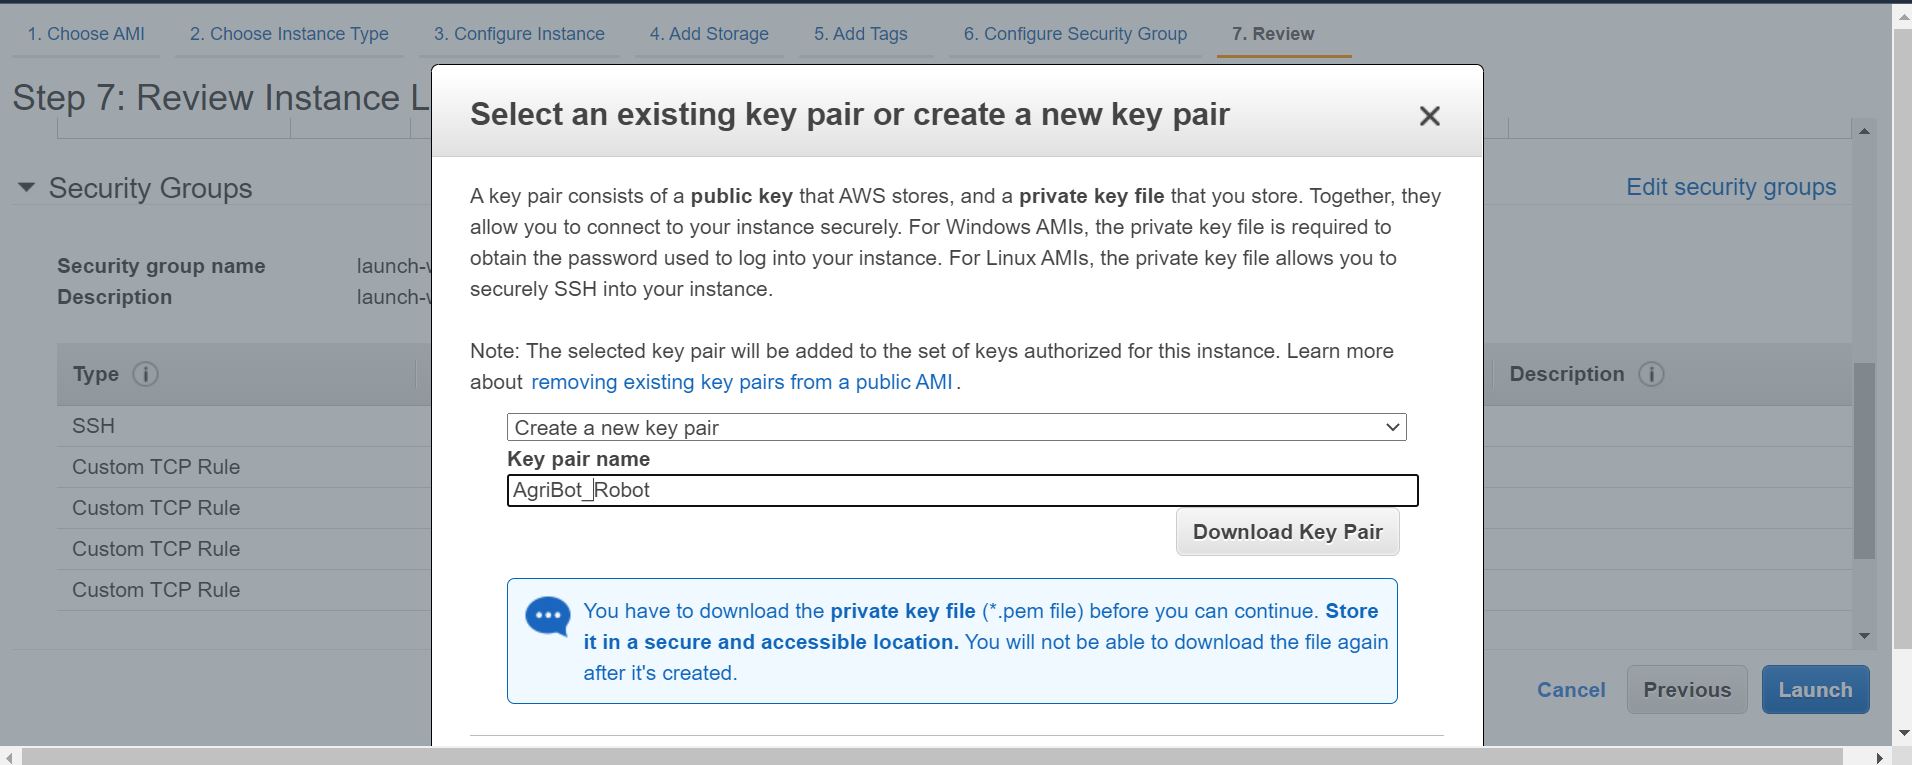 1. Choose AMI 2. Choose Instance Type 3. Configure Instance 4. Add Storage 5. Add Tags 6. Configure Security Group 7. Review
Step 7: Review Instance L
Select an existing key pair or create a new key pair
A key pair consists of a public key that AWS stores, and a private key file that you store. Together, they
allow you to connect to your instance securely. For Windows AMIs, the private key file is required to
obtain the password used to log into your instance. For Linux AMIs, the private key file allows you to
securely SSH into your instance.
Note: The selected key pair will be added to the set of keys authorized for this instance. Learn more
about removing existing key pairs from a public AMI.
Create a new key pair
Key pair name
AgriBot_Robot
Download Key Pair
You have to download the private key file (*.pem file) before you can continue. Store
it in a secure and accessible location. You will not be able to download the file again
after it's created.
Security Groups
Edit security groups
Security group name launch-
Description launch-
Type Description
SSH
Custom TCP Rule
Custom TCP Rule
Custom TCP Rule
Custom TCP Rule
Cancel Previous Launch